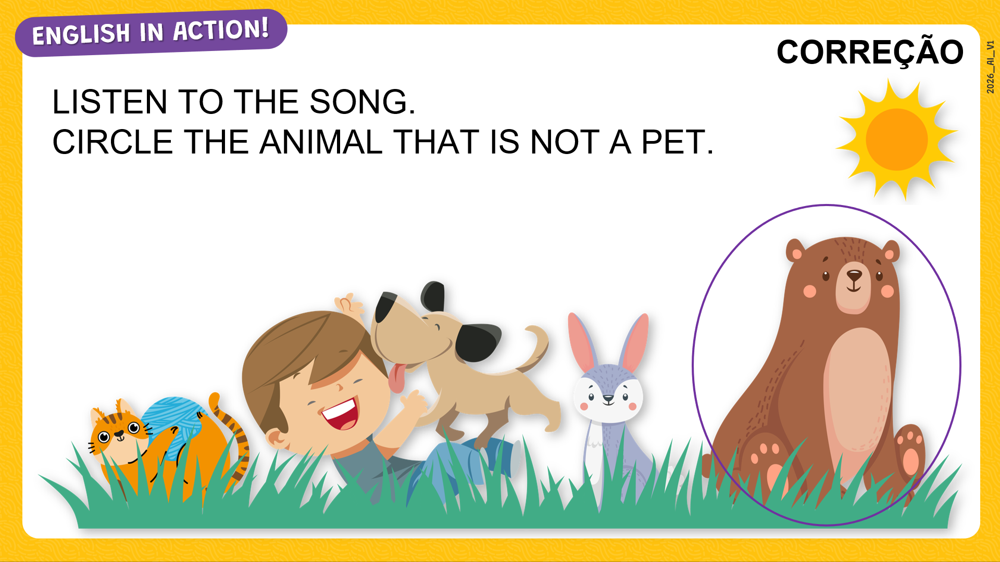 ENGLISH IN ACTION!
CORREÇÃO
2026_AI_V1
LISTEN TO THE SONG.
CIRCLE THE ANIMAL THAT IS NOT A PET.